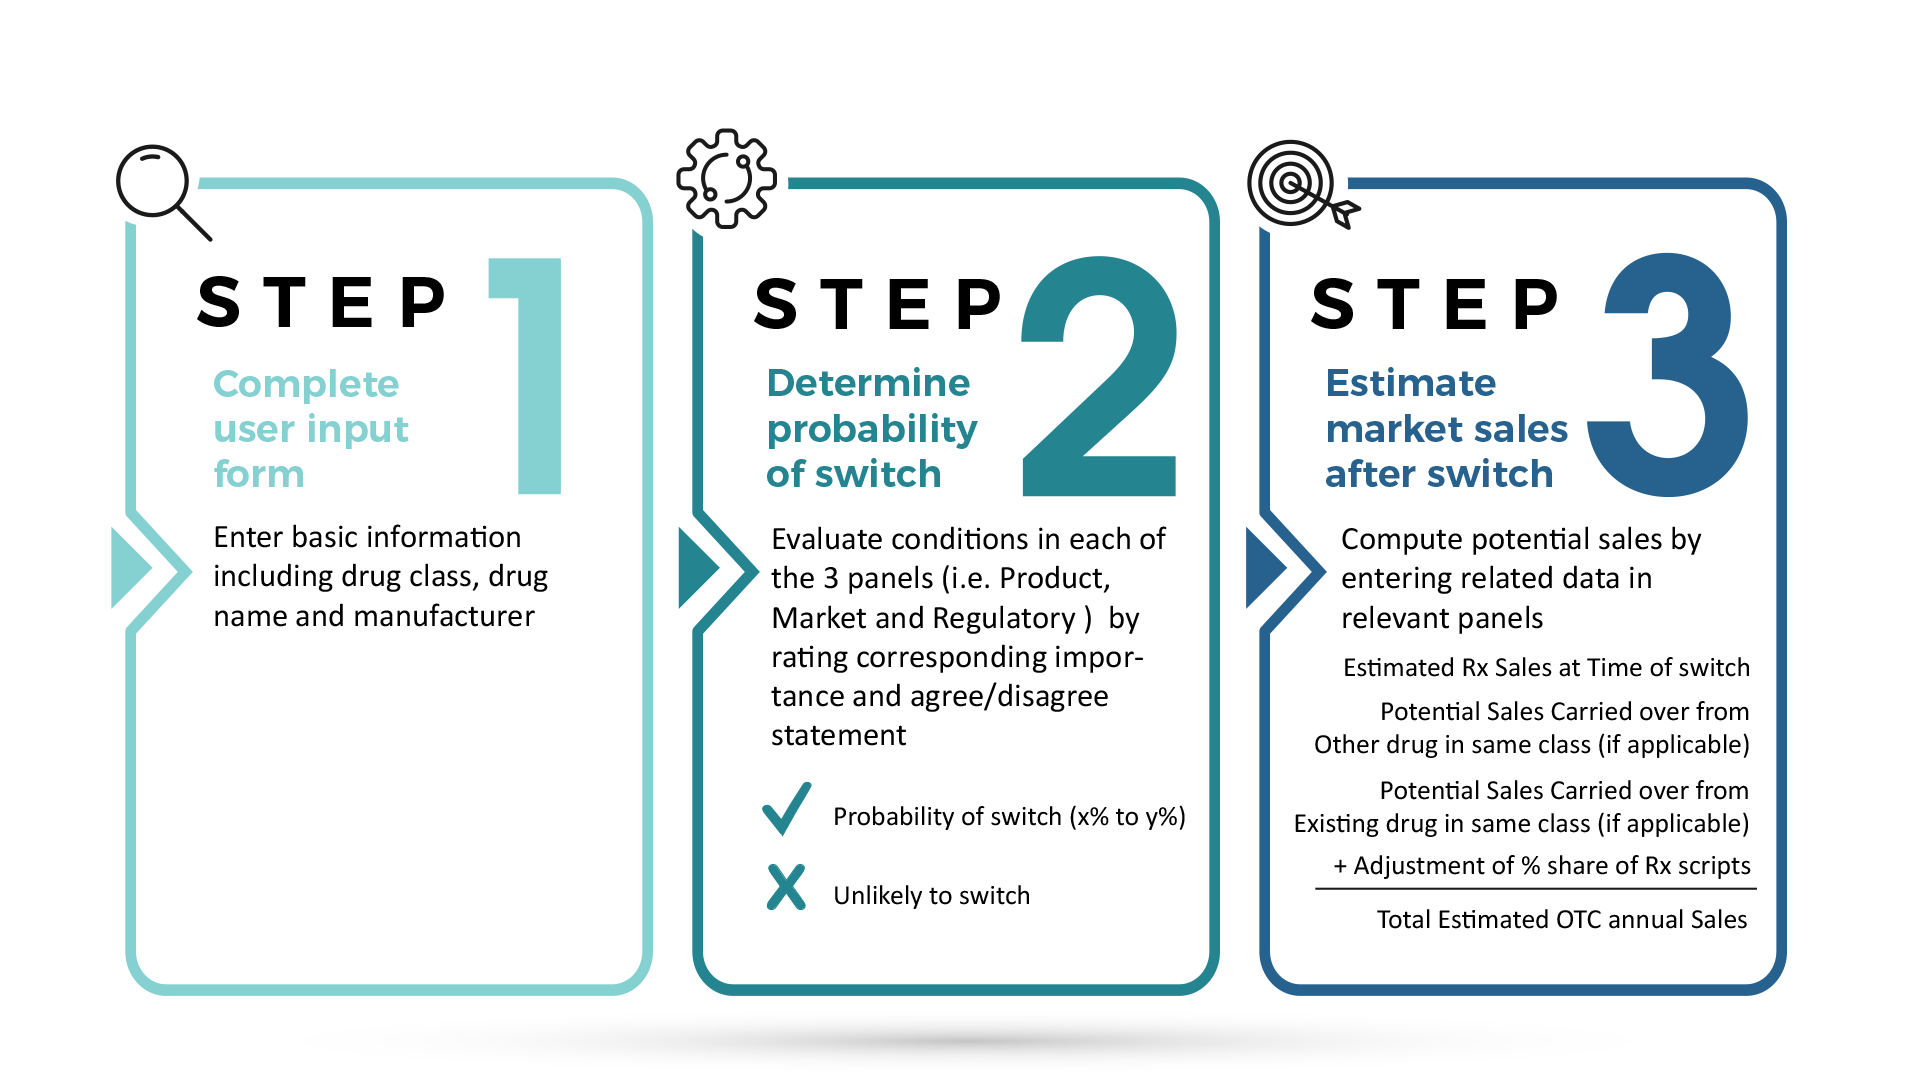 STEP 1
Complete
user input
form
Enter basic information
including drug class, drug
name and manufacturer
STEP 2
Determine
probability
of switch
Evaluate conditions in each of
the 3 panels (i.e. Product,
Market and Regulatory )  by
rating corresponding impor-
tance and agree/disagree
statement
Probability of switch (x% to y%)
Unlikely to switch
STEP 3
Estimate
market sales
after switch
Compute potential sales by
entering related data in
relevant panels
Estimated Rx Sales at Time of switch
Potential Sales Carried over from
Other drug in same class (if applicable)
Potential Sales Carried over from
Existing drug in same class (if applicable)
+ Adjustment of % share of Rx scripts
Total Estimated OTC annual Sales